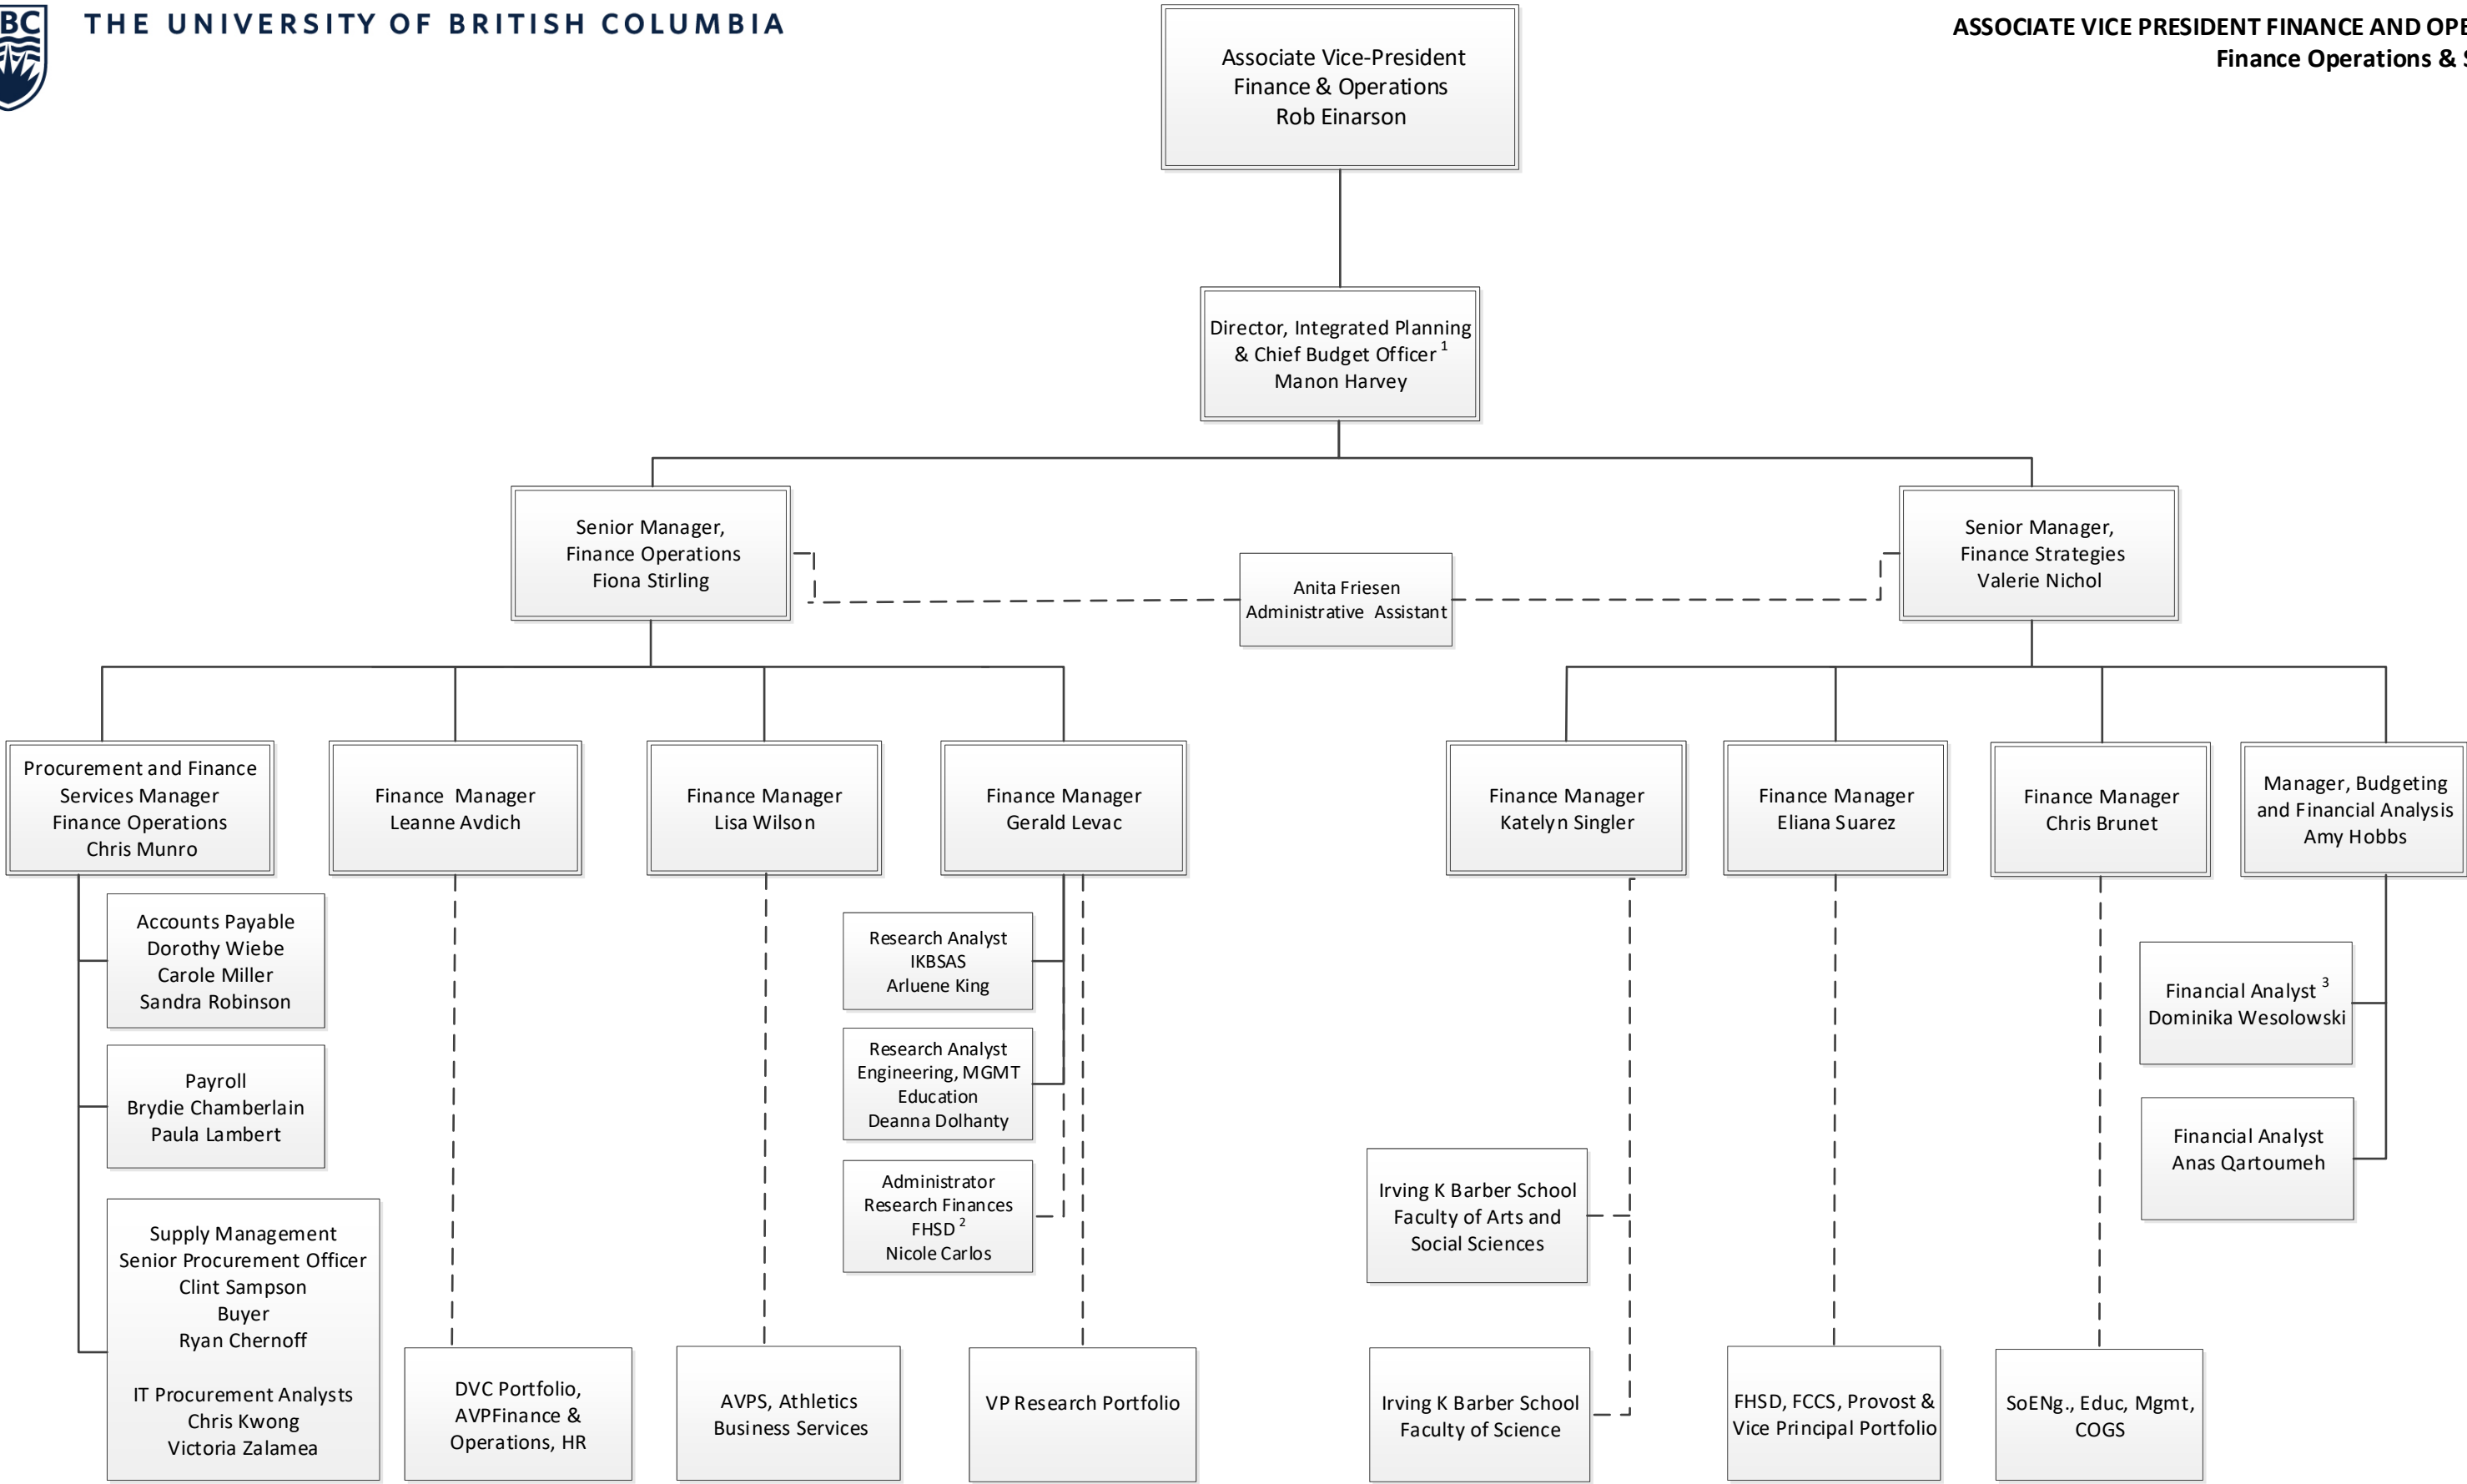 BC
THE UNIVERSITY OF BRITISH COLUMBIA
ASSOCIATE VICE PRESIDENT FINANCE AND OPE
Finance Operations & S
Associate Vice-President
Finance & Operations
Rob Einarson
Director, Integrated Planning
& Chief Budget Officer 1
Manon Harvey
Senior Manager,
Finance Operations
Fiona Stirling
Anita Friesen
Administrative Assistant
Senior Manager,
Finance Strategies
Valerie Nichol
Procurement and Finance
Services Manager
Finance Operations
Chris Munro
Finance Manager
Leanne Avdich
Finance Manager
Lisa Wilson
Finance Manager
Gerald Levac
Finance Manager
Katelyn Singler
Finance Manager
Eliana Suarez
Finance Manager
Chris Brunet
Manager, Budgeting
and Financial Analysis
Amy Hobbs
Accounts Payable
Dorothy Wiebe
Carole Miller
Sandra Robinson
Payroll
Brydie Chamberlain
Paula Lambert
Supply Management
Senior Procurement Officer
Clint Sampson
Buyer
Ryan Chernoff
IT Procurement Analysts
Chris Kwong
Victoria Zalamea
DVC Portfolio,
AVPFinance &
Operations, HR
AVPS, Athletics
Business Services
Research Analyst
IKBSAS
Arluene King
Research Analyst
Engineering, MGMT
Education
Deanna Dolhanty
Administrator
Research Finances
FHSD 2
Nicole Carlos
VP Research Portfolio
Irving K Barber School
Faculty of Arts and
Social Sciences
Irving K Barber School
Faculty of Science
FHSD, FCCS, Provost &
Vice Principal Portfolio
SoENg., Educ, Mgmt,
COGS
Financial Analyst 3
Dominika Wesolowski
Financial Analyst
Anas Qartoumeh